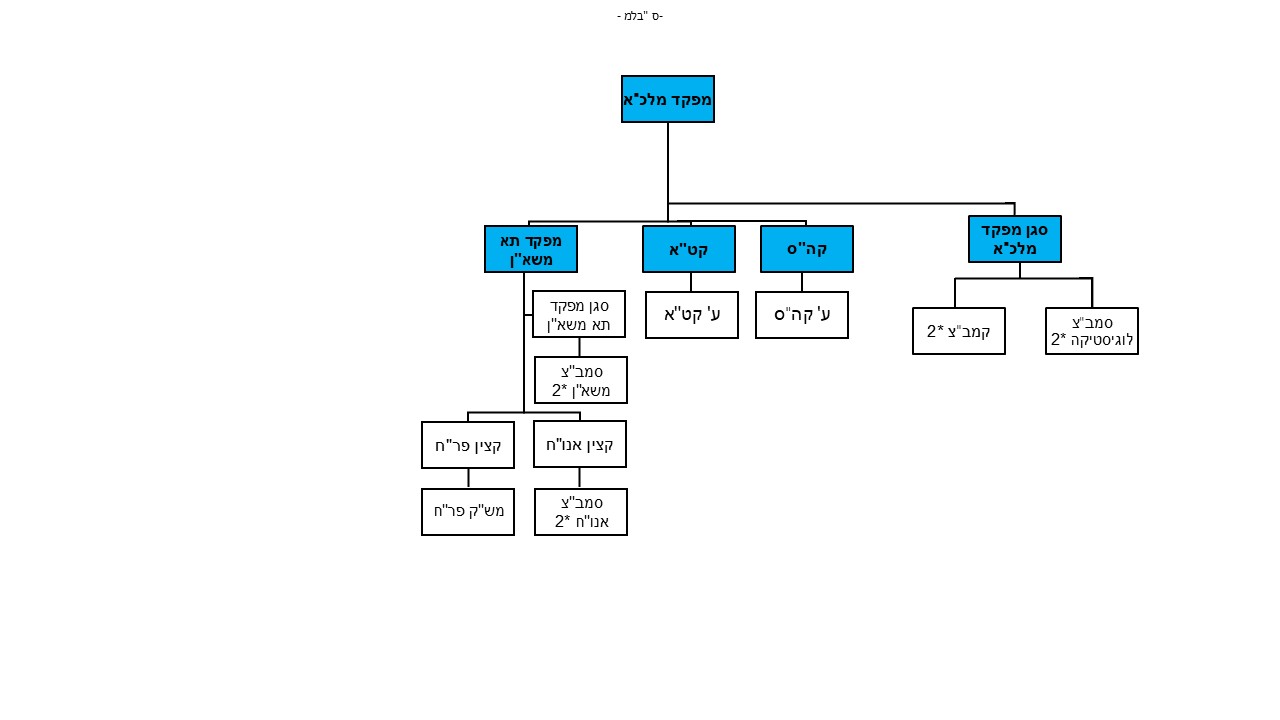 - בלמ"ס -
מפקד מלכ"א
סגן מפקד
מלכ"א
קה"ס
קט"א
מפקד תא
משא"ן
סגן מפקד
תא משא"ן
ע' קט"א
ע' קה"ס
קמב"צ *2
סמב"צ
לוגיסטיקה *2
סמב"צ
משא"ן *2
קצין אנו"ח
קצין פר"ח
סמב"צ
אנו"ח *2
מש"ק פר"ח